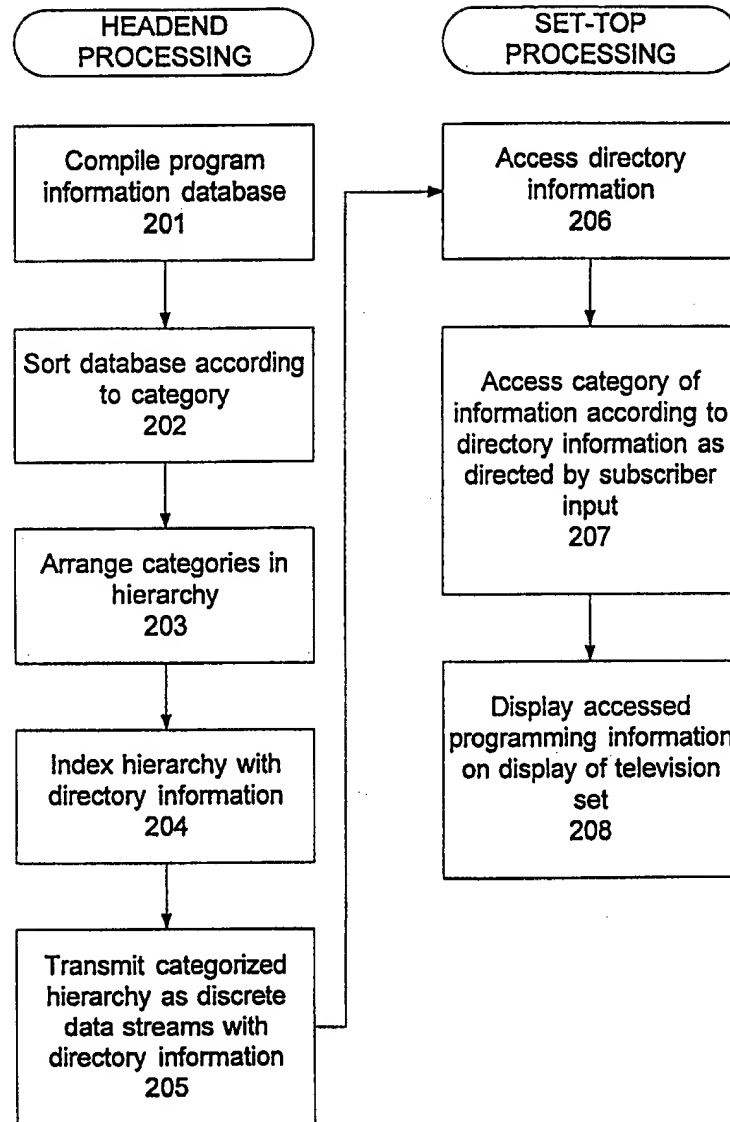 HEADEND
PROCESSING
Compile program
information database
201
Sort database according
to category
202
Arrange categories in
hierarchy
203
Index hierarchy with
directory information
204
Transmit categorized
hierarchy as discrete
data streams with
directory information
205
SET-TOP
PROCESSING
Access directory
information
206
Access category of
information according to
directory information as
directed by subscriber
input
207
Display accessed
programming information
on display of television
set
208